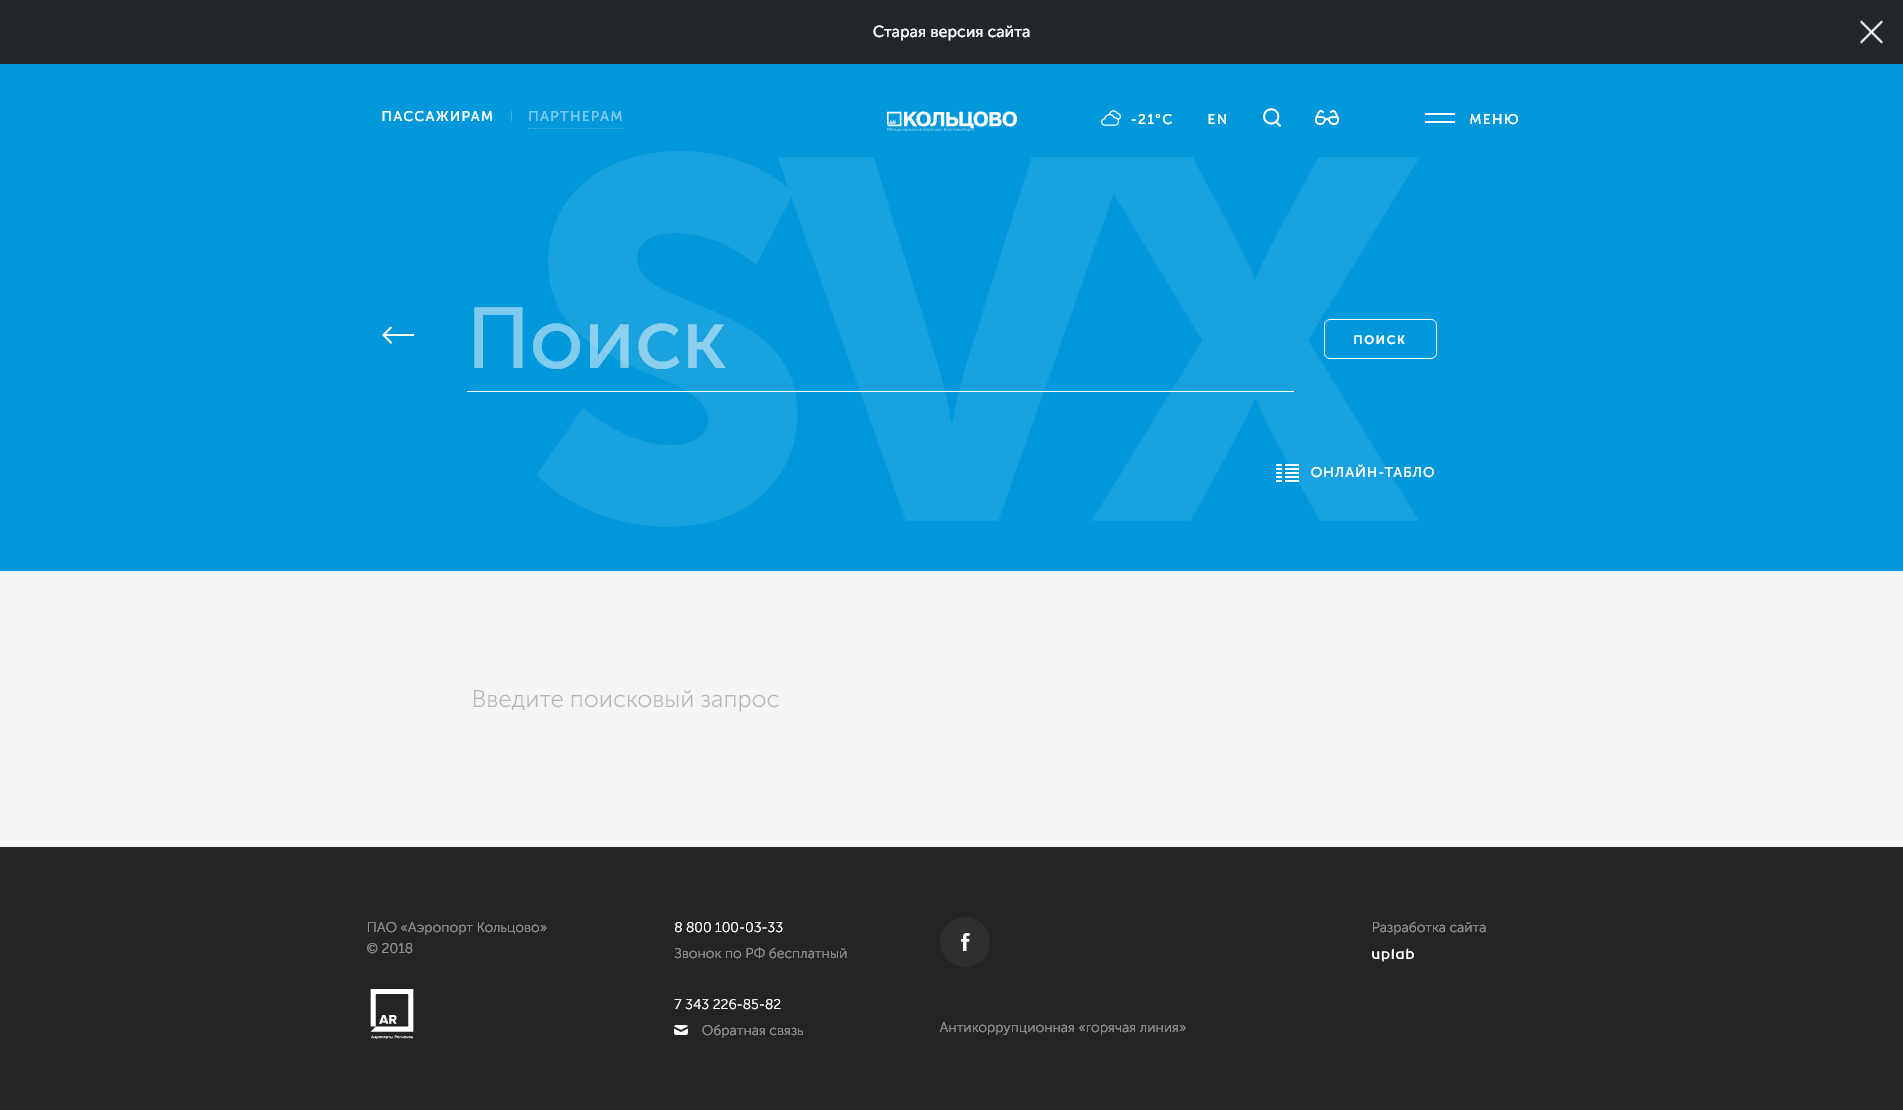 Старая версия сайта
ПАССАЖИРАМ
ПАРТНЕРАМ
КОЛЬЦОВО
-21°C
EN
МЕНЮ
SVX
Поиск
ПОИСК
ОНЛАЙН-ТАБЛО
Введите поисковый запрос
ПАО «Аэропорт Кольцово»
© 2018
AR
Аэропорты Регионов
8 800 100-03-33
Звонок по РФ бесплатный
7 343 226-85-82
Обратная связь
f
Антикоррупционная «горячая линия»
Разработка сайта
uplab